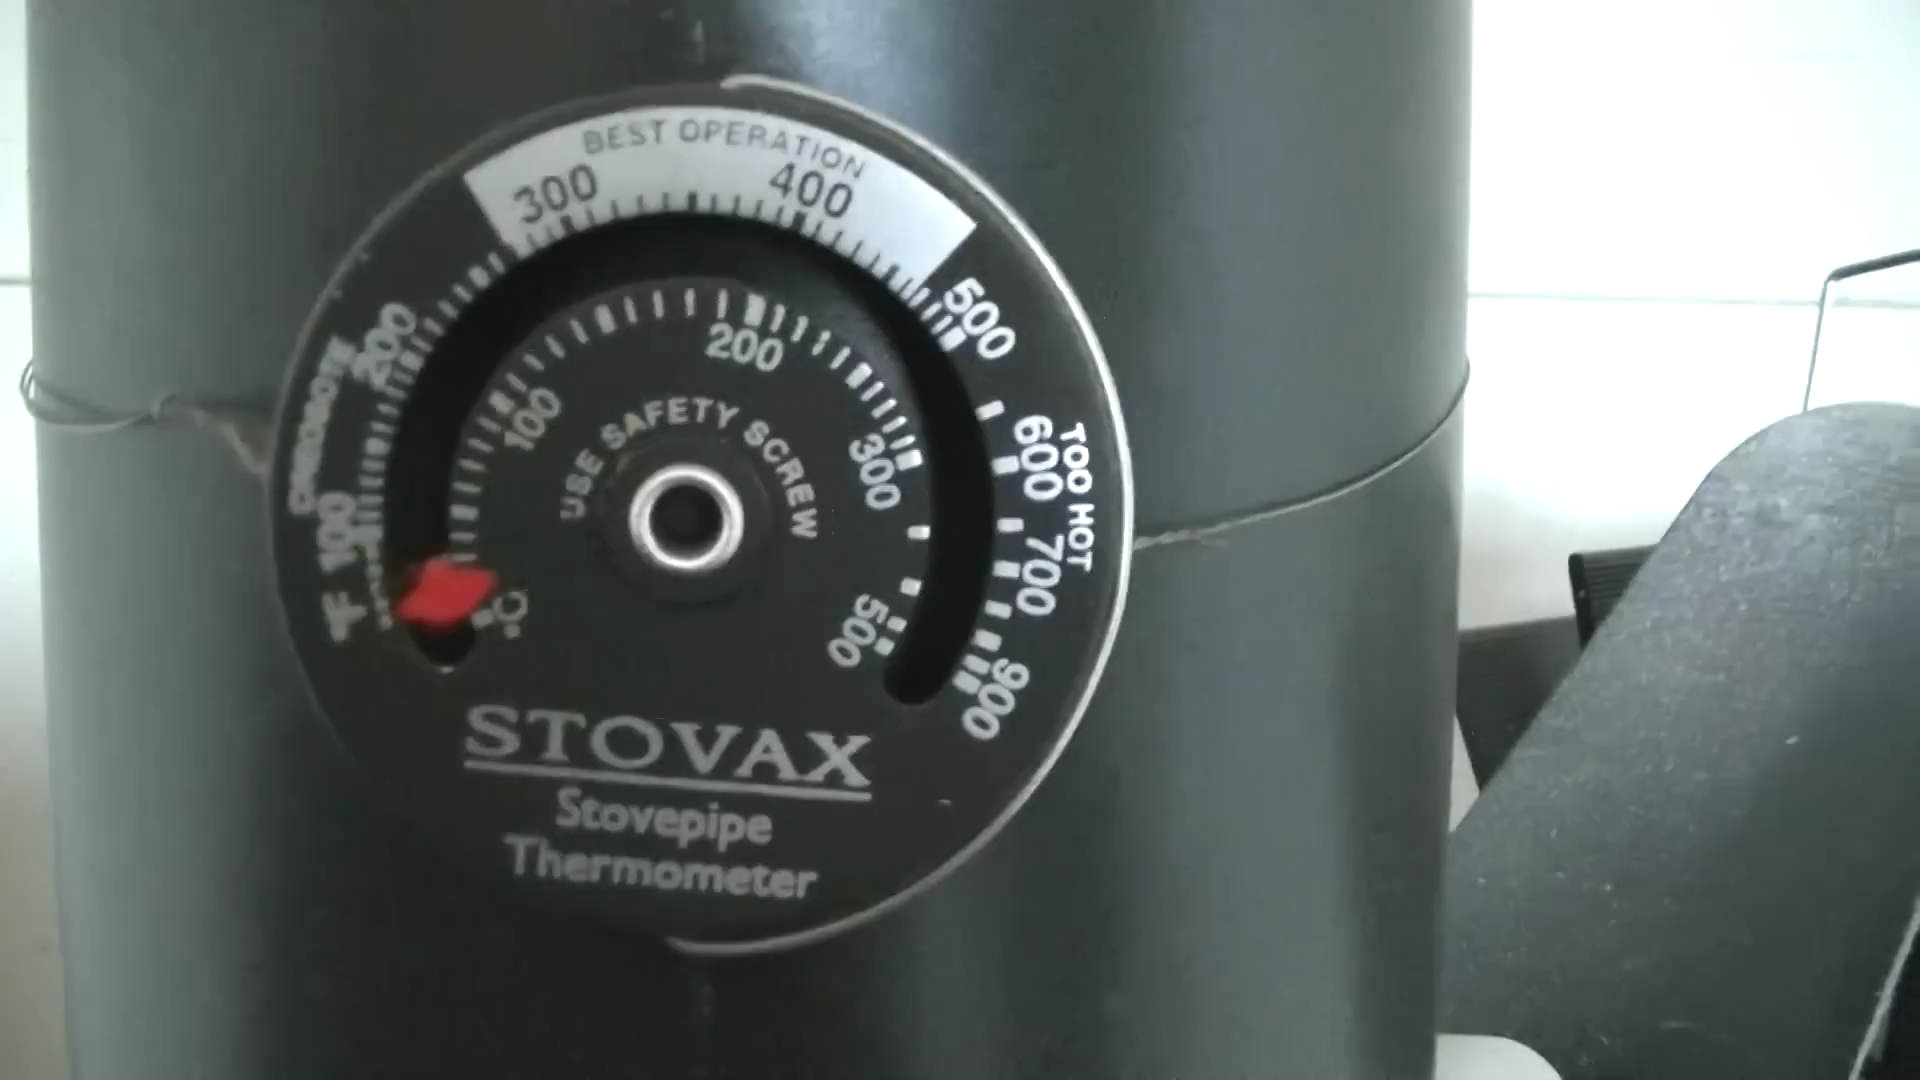 BEST OPERATION
300 400
CREOSOTE
°F 100 200
500 600 700 900
TOO HOT
°C 100 200 300 500
USE SAFETY SCREW
STOVAX
Stovepipe
Thermometer